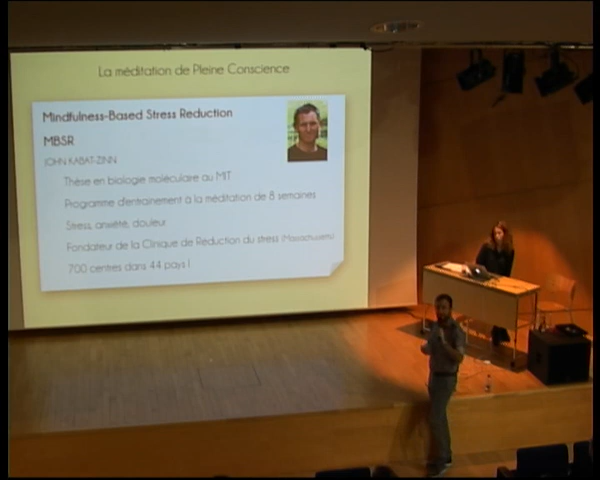 La méditation de Pleine Conscience
Mindfulness-Based Stress Reduction
MBSR
JOHN KABAT-ZINN
Thèse en biologie moléculaire au MIT
Programme d'entrainement à la méditation de 8 semaines
Stress, anxiété, douleur
Fondateur de la Clinique de Réduction du stress (Massachussets)
700 centres dans 44 pays !